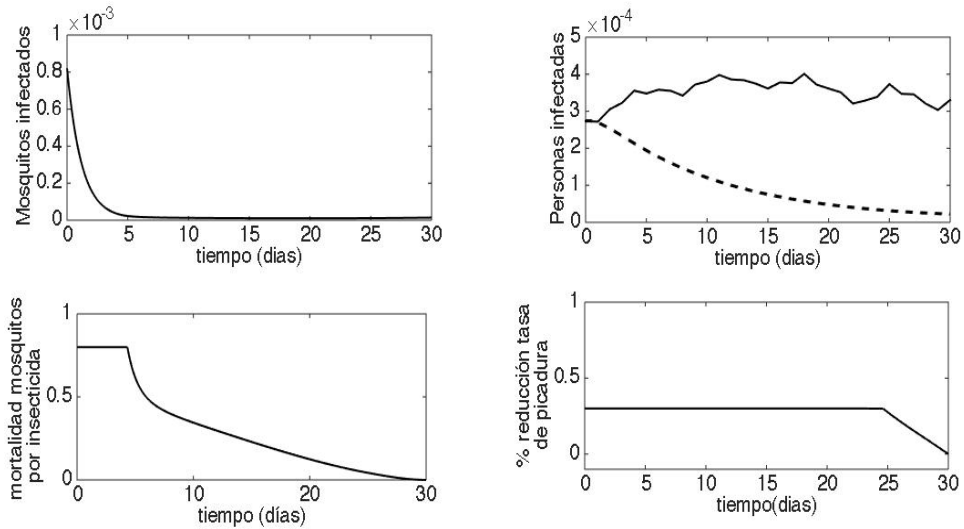 × 10⁻³
1
0.8
0.6
0.4
0.2
0
Mosquitos infectados
0 5 10 15 20 25 30
tiempo (dias)
5 × 10⁻⁴
4
3
2
1
0
Personas infectadas
0 5 10 15 20 25 30
tiempo(dias)
1
0.5
0
mortalidad mosquitos
por insecticida
0 10 20 30
tiempo (días)
1
0.5
0
% reducción tasa
de picadura
0 5 10 15 20 25 30
tiempo(dias)